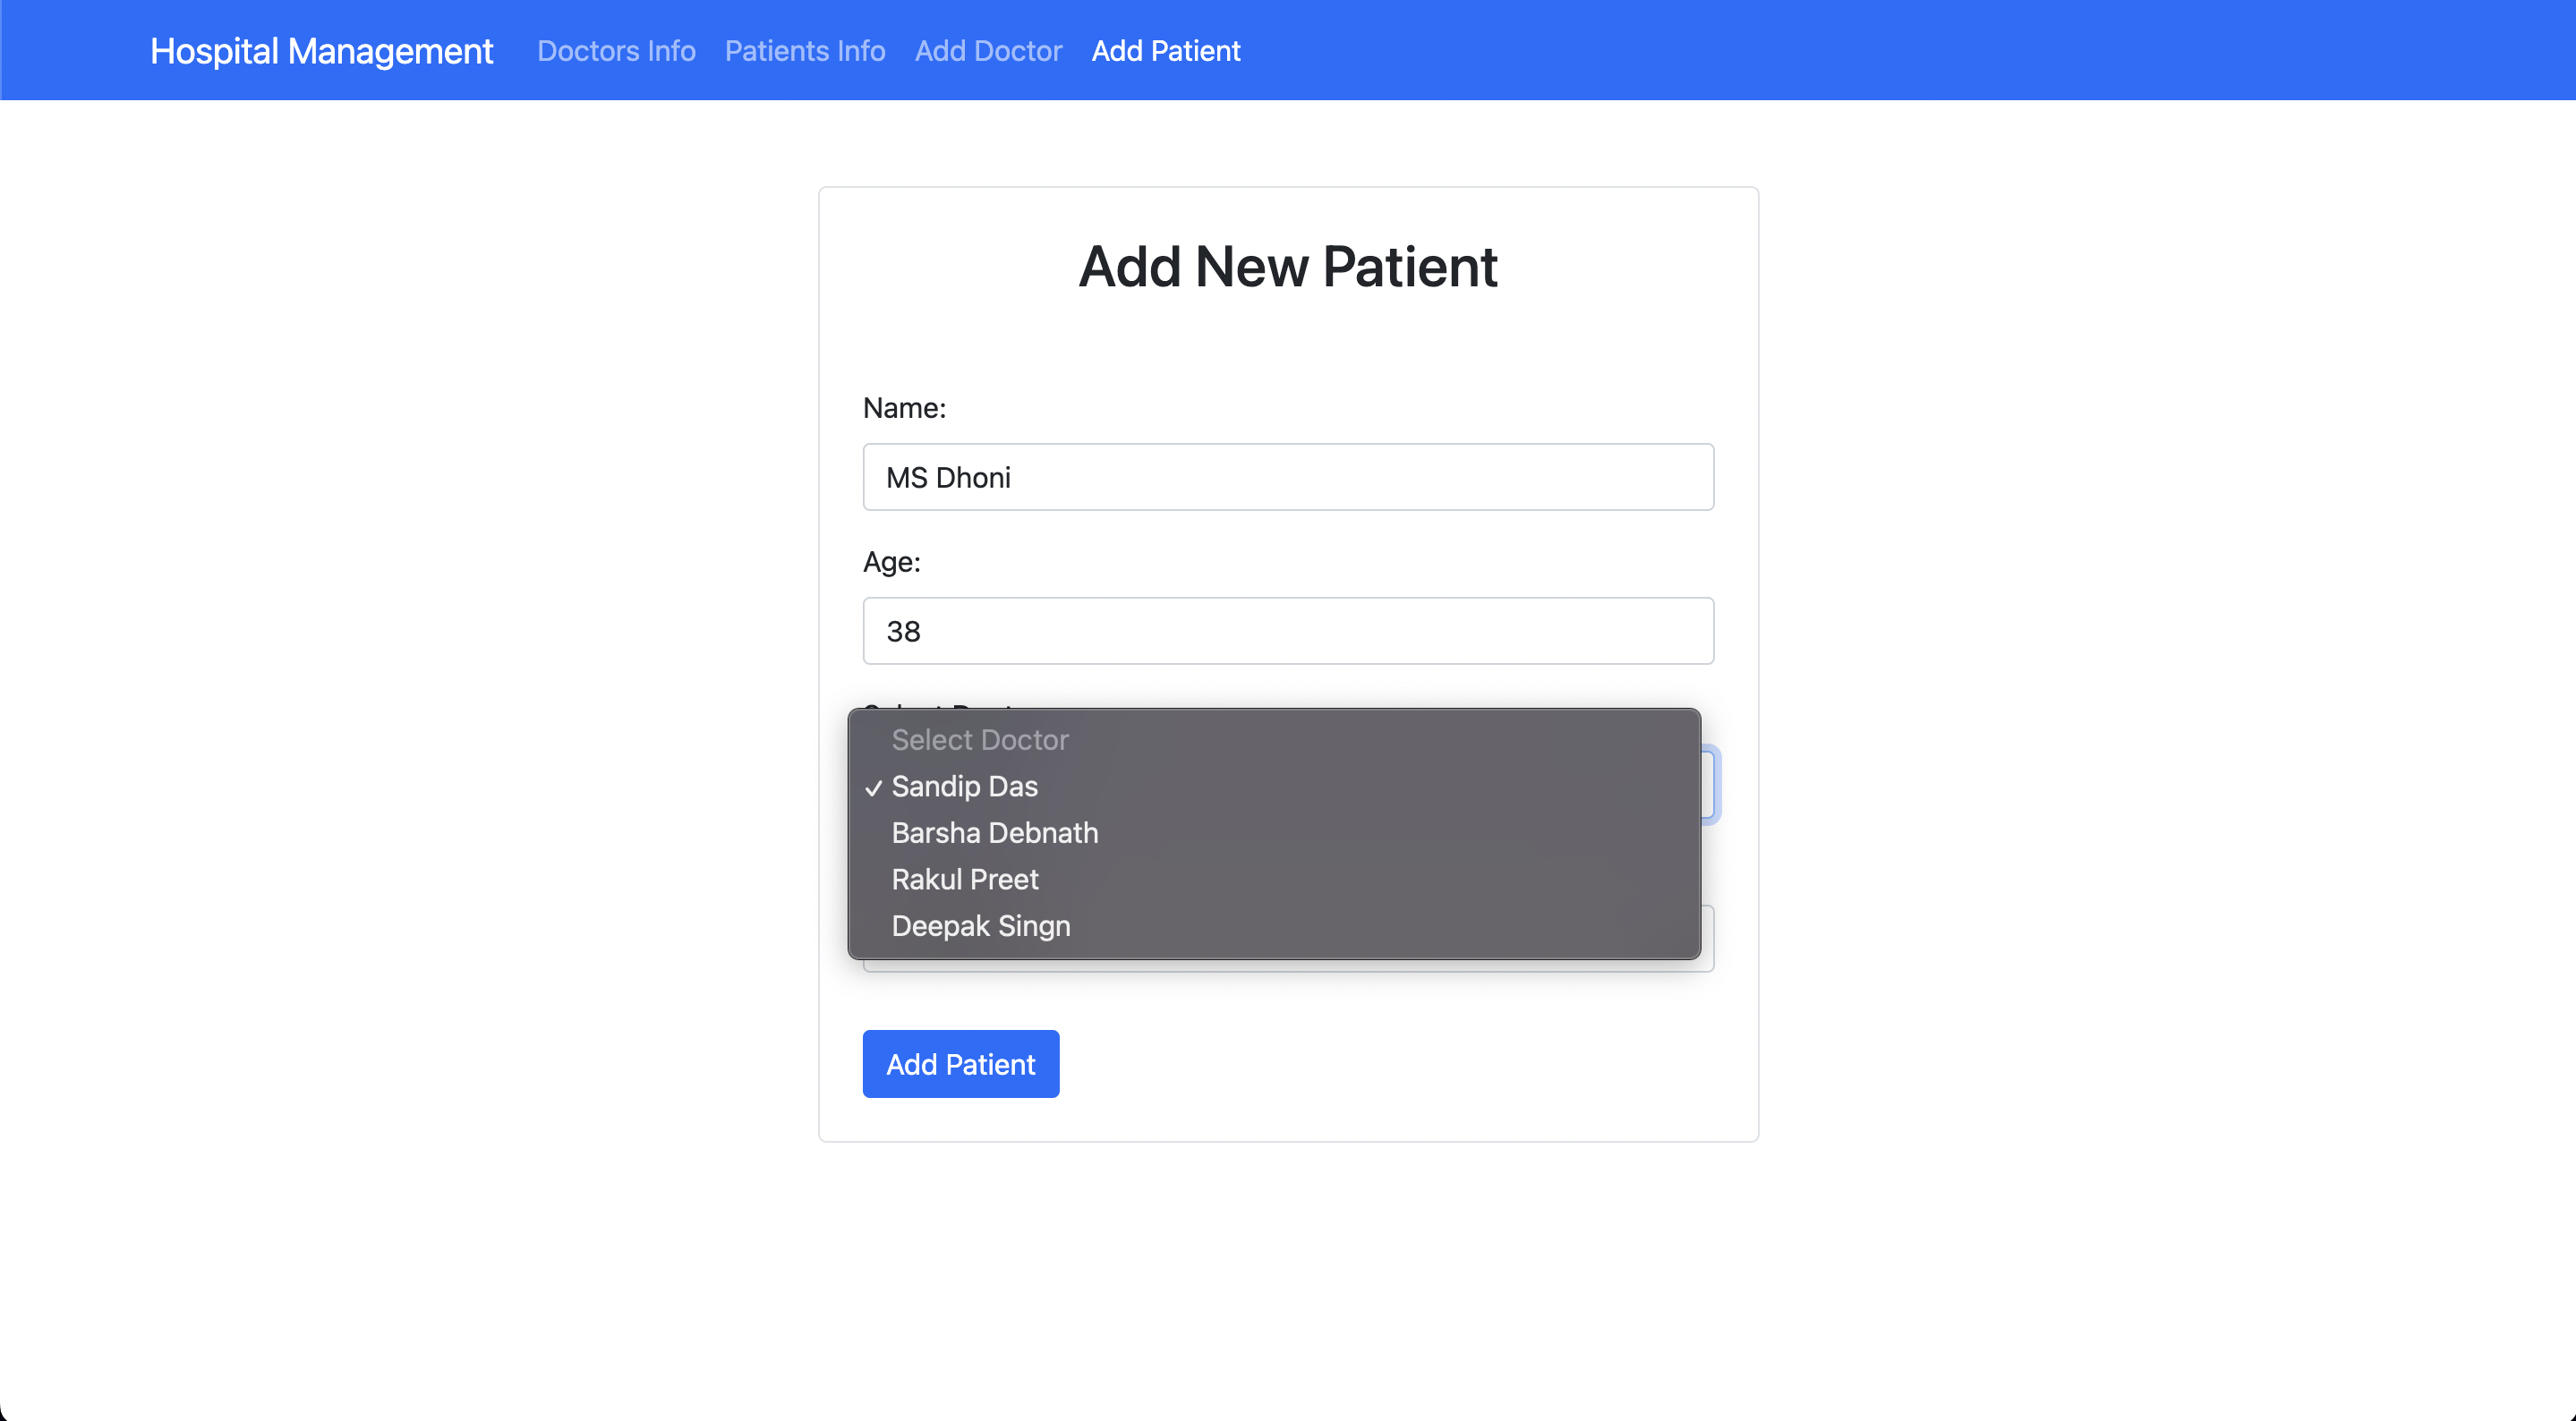 Hospital Management Doctors Info Patients Info Add Doctor Add Patient
Add New Patient
Name:
MS Dhoni
Age:
38
Select Doctor
✓ Sandip Das
Barsha Debnath
Rakul Preet
Deepak Singn
Add Patient